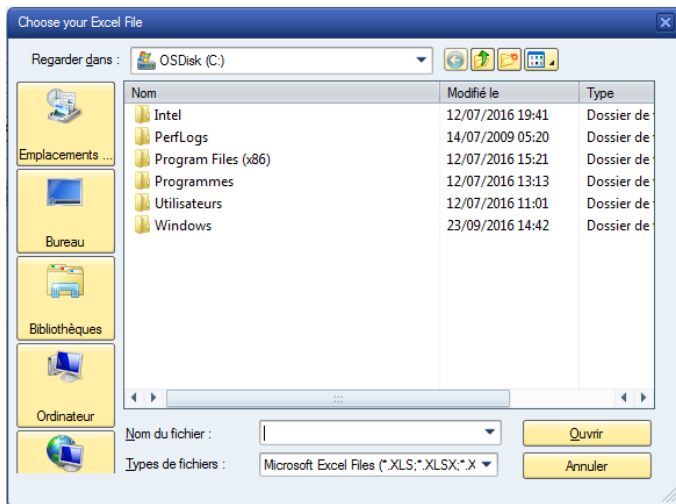 Choose your Excel File
Regarder dans :
OSDisk (C:)
Emplacements ...
Bureau
Bibliothèques
Ordinateur
Nom Modifié le Type
Intel 12/07/2016 19:41 Dossier de
PerfLogs 14/07/2009 05:20 Dossier de
Program Files (x86) 12/07/2016 15:21 Dossier de
Programmes 12/07/2016 13:13 Dossier de
Utilisateurs 12/07/2016 11:01 Dossier de
Windows 23/09/2016 14:42 Dossier de
Nom du fichier :
Ouvrir
Types de fichiers :
Microsoft Excel Files (*.XLS;*.XLSX;*.X
Annuler